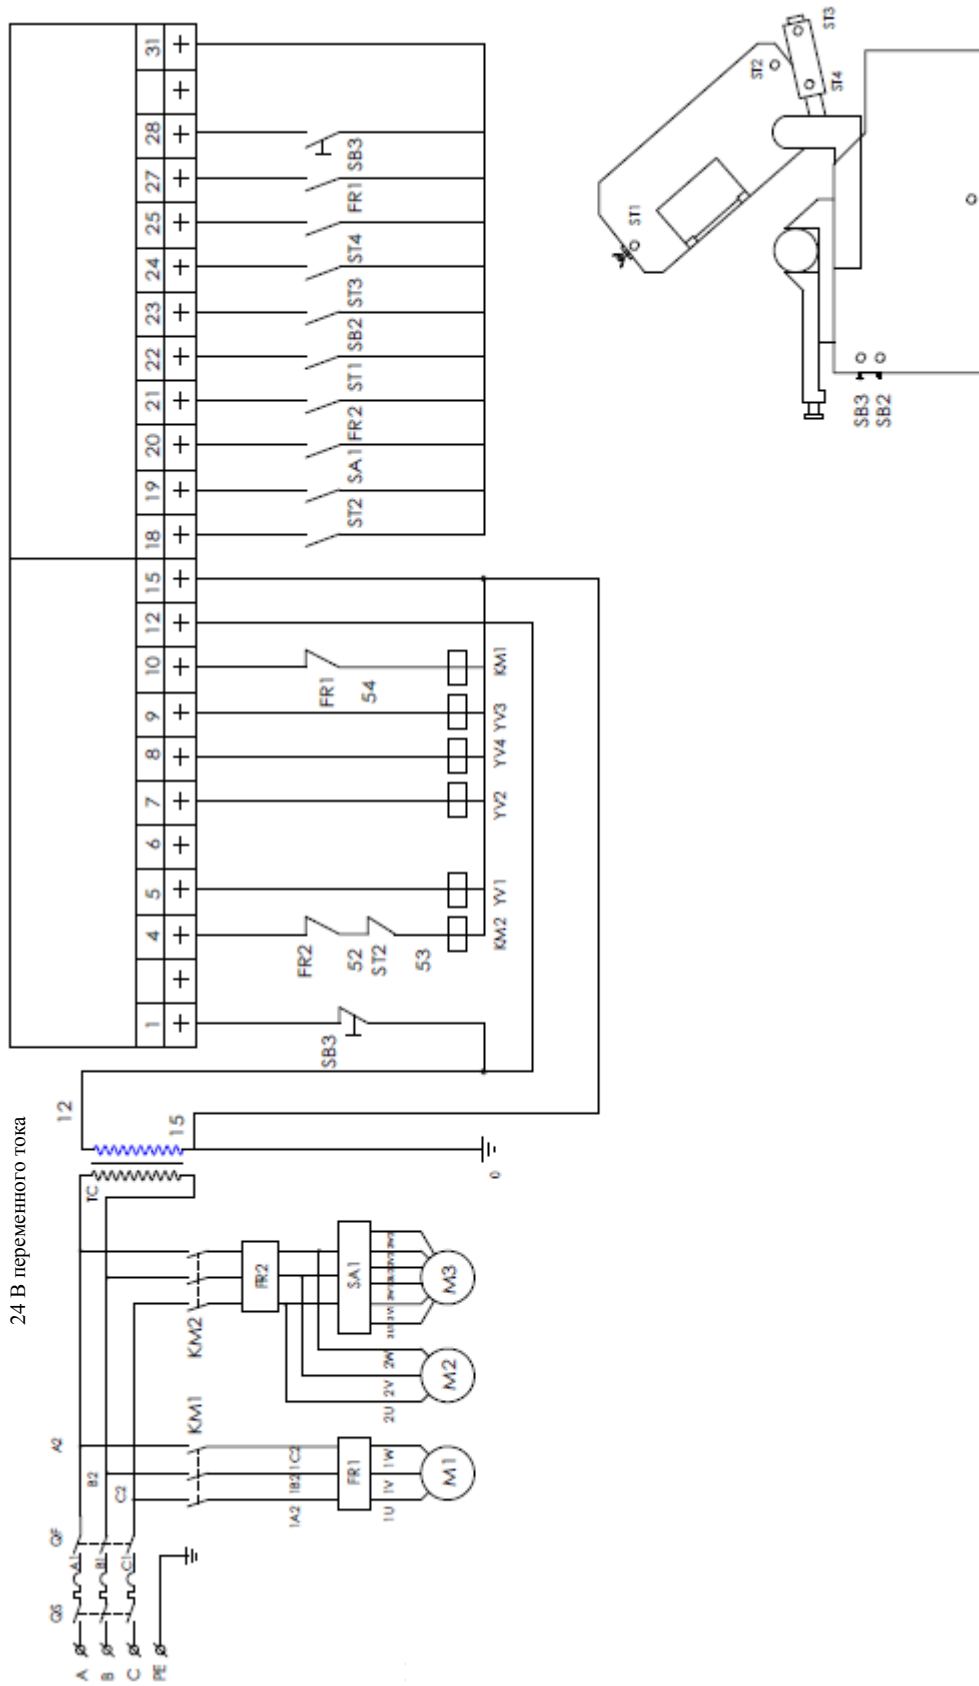 24 В переменного тока
A
B
C
PE
QS
QF
A1
B1
C1
A2
B2
C2
KM1
KM2
1A2
1B2
1C2
FR1
1U
1V
1W
M1
FR2
SA1
2U
2V
2W
M2
M3
TC
12
15
0
1
4
5
6
7
8
9
10
12
15
18
19
20
21
22
23
24
25
27
28
31
SB3
FR2
52
ST2
53
KM2
YV1
YV2
YV4
YV3
FR1
54
KM1
ST2
SA1
FR2
ST1
SB2
ST3
ST4
FR1
SB3
ST1
ST2
ST3
ST4
SB3
SB2